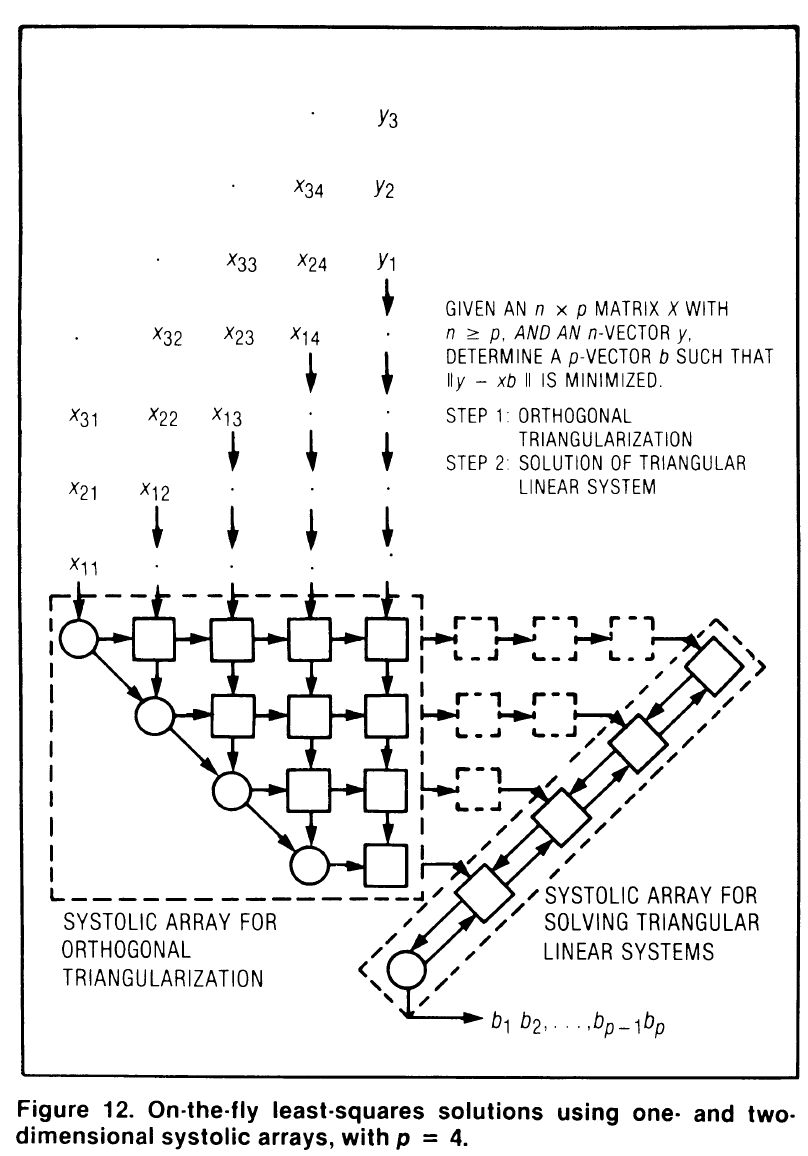 y3
x34 y2
x33 x24 y1
x32 x23 x14
x31 x22 x13
x21 x12
x11
GIVEN AN n × p MATRIX X WITH
n ≥ p, AND AN n-VECTOR y,
DETERMINE A p-VECTOR b SUCH THAT
‖y − xb‖ IS MINIMIZED.
STEP 1: ORTHOGONAL
TRIANGULARIZATION
STEP 2: SOLUTION OF TRIANGULAR
LINEAR SYSTEM
SYSTOLIC ARRAY FOR
ORTHOGONAL
TRIANGULARIZATION
SYSTOLIC ARRAY FOR
SOLVING TRIANGULAR
LINEAR SYSTEMS
b1 b2, . . . ,bp−1bp
Figure 12. On-the-fly least-squares solutions using one- and two-
dimensional systolic arrays, with p = 4.